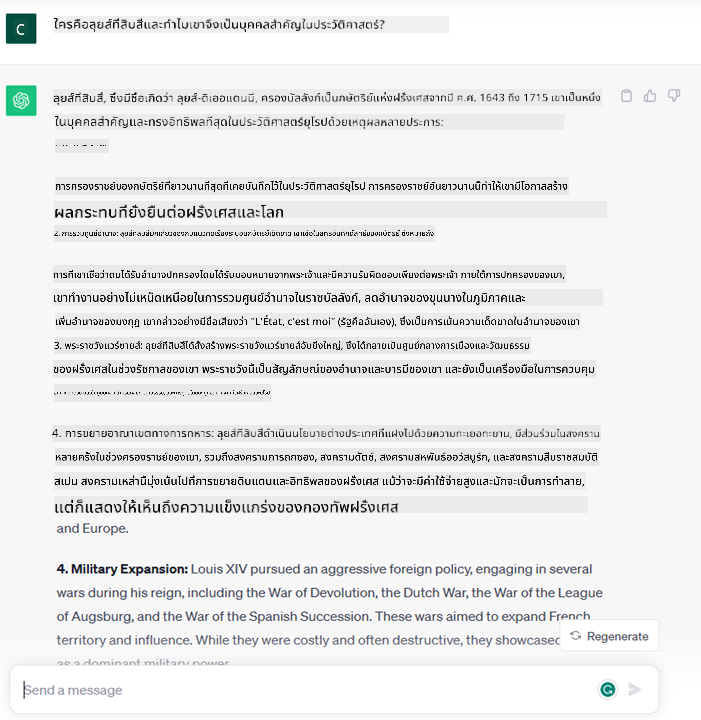 C
ใครคือลุยส์ที่สิบสี่และทำไมเขาจึงเป็นบุคคลสำคัญในประวัติศาสตร์?
ลุยส์ที่สิบสี่, ซึ่งมีชื่อเกิดว่า ลุยส์-ดิเออแดนนี, ครองบัลลังก์เป็นกษัตริย์แห่งฝรั่งเศสจากปี ค.ศ. 1643 ถึง 1715 เขาเป็นหนึ่ง
ในบุคคลสำคัญและทรงอิทธิพลที่สุดในประวัติศาสตร์ยุโรปด้วยเหตุผลหลายประการ:
การครองราชย์ของกษัตริย์ที่ยาวนานที่สุดที่เคยบันทึกไว้ในประวัติศาสตร์ยุโรป การครองราชย์อันยาวนานนี้ทำให้เขามีโอกาสสร้าง
ผลกระทบที่ยั่งยืนต่อฝรั่งเศสและโลก
2. การรวมศูนย์อำนาจ: ลุยส์ที่สิบสี่
การที่เขาเชื่อว่าตนได้รับอำนาจปกครองโดยได้รับมอบหมายจากพระเจ้าและมีความรับผิดชอบเพียงต่อพระเจ้า ภายใต้การปกครองของเขา,
เขาทำงานอย่างไม่เหน็ดเหนื่อยในการรวมศูนย์อำนาจในราชบัลลังก์, ลดอำนาจของขุนนางในภูมิภาคและ
เพิ่มอำนาจของมงกุฎ เขากล่าวอย่างมีชื่อเสียงว่า "L'État, c'est moi" (รัฐคือฉันเอง), ซึ่งเป็นการเน้นความเด็ดขาดในอำนาจของเขา
3. พระราชวังแวร์ซายส์: ลุยส์ที่สิบสี่ได้สั่งสร้างพระราชวังแวร์ซายส์อันยิ่งใหญ่, ซึ่งได้กลายเป็นศูนย์กลางการเมืองและวัฒนธรรม
ของฝรั่งเศสในช่วงรัชกาลของเขา พระราชวังนี้เป็นสัญลักษณ์ของอำนาจและบารมีของเขา และยังเป็นเครื่องมือในการควบคุม
4. การขยายอาณาเขตทางการทหาร: ลุยส์ที่สิบสี่ดำเนินนโยบายต่างประเทศที่แฝงไปด้วยความทะเยอทะยาน, มีส่วนร่วมในสงคราม
หลายครั้งในช่วงครองราชย์ของเขา, รวมถึงสงครามการถกซอง, สงครามดัตช์, สงครามสหพันธ์ออว์สบูร์ก, และสงครามสืบราชสมบัติ
สเปน สงครามเหล่านี้มุ่งเน้นไปที่การขยายดินแดนและอิทธิพลของฝรั่งเศส แม้ว่าจะมีค่าใช้จ่ายสูงและมักจะเป็นการทำลาย,
แต่ก็แสดงให้เห็นถึงความแข็งแกร่งของกองทัพฝรั่งเศส
and Europe.
4. Military Expansion: Louis XIV pursued an aggressive foreign policy, engaging in several
wars during his reign, including the War of Devolution, the Dutch War, the War of the League
of Augsburg, and the War of the Spanish Succession. These wars aimed to expand French
territory and influence. While they were costly and often destructive, they showcased
as a dominant military power.
Regenerate
Send a message